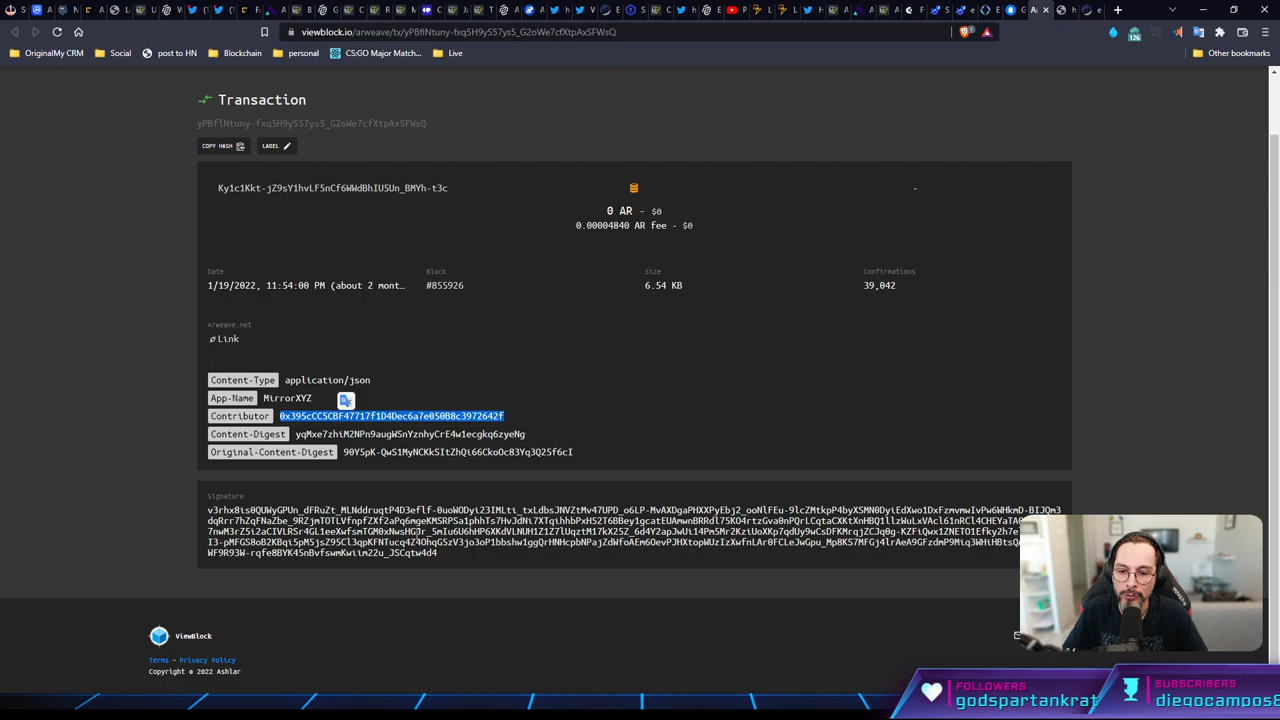 OriginalMy CRM
Social
post to HN
Blockchain
personal
CS:GO Major Match...
Live
viewblock.io/arweave/tx/yPBflNtuny-fxq5H9yS57ys5_G2oWe7cfXtpAxSFWsQ
126
Other bookmarks
Transaction
yPBflNtuny-fxq5H9yS57ys5_G2oWe7cfXtpAxSFWsQ
COPY HASH
LABEL
Ky1c1Kkt-jZ9sY1hvLF5nCf6WWdBhIU5Un_BMYh-t3c
-
0 AR - $0
0.00004840 AR fee - $0
Date
Block
Size
Confirmations
1/19/2022, 11:54:00 PM (about 2 mont...
#855926
6.54 KB
39,042
Arweave.net
Link
Content-Type application/json
App-Name MirrorXYZ
Contributor 0x395cCC5CBF47717f1D4Dec6a7e050B8c3972642f
Content-Digest yqMxe7zhiM2NPn9augWSnYznhyCrE4w1ecgkq6zyeNg
Original-Content-Digest 90Y5pK-QwS1MyNCKkSItZhQi66CkoOc83Yq3Q25f6cI
Signature
WF9R93W-rqfe8BYK45nBvfswmKwiim22u_JSCqtw4d4
ViewBlock
Terms - Privacy Policy
Copyright © 2022 Ashlar
FOLLOWERS
godspartankrat
SUBSCRIBERS
diegocampos8